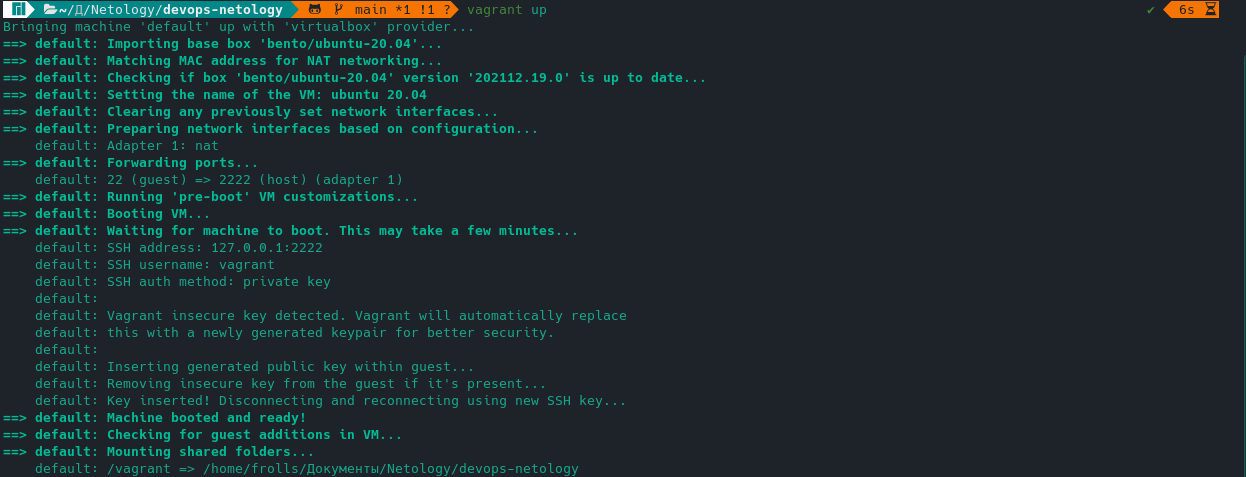 ~/Д/Netology/devops-netology main *1 !1 ? vagrant up ✔ 6s
Bringing machine 'default' up with 'virtualbox' provider...
==> default: Importing base box 'bento/ubuntu-20.04'...
==> default: Matching MAC address for NAT networking...
==> default: Checking if box 'bento/ubuntu-20.04' version '202112.19.0' is up to date...
==> default: Setting the name of the VM: ubuntu 20.04
==> default: Clearing any previously set network interfaces...
==> default: Preparing network interfaces based on configuration...
    default: Adapter 1: nat
==> default: Forwarding ports...
    default: 22 (guest) => 2222 (host) (adapter 1)
==> default: Running 'pre-boot' VM customizations...
==> default: Booting VM...
==> default: Waiting for machine to boot. This may take a few minutes...
    default: SSH address: 127.0.0.1:2222
    default: SSH username: vagrant
    default: SSH auth method: private key
    default:
    default: Vagrant insecure key detected. Vagrant will automatically replace
    default: this with a newly generated keypair for better security.
    default:
    default: Inserting generated public key within guest...
    default: Removing insecure key from the guest if it's present...
    default: Key inserted! Disconnecting and reconnecting using new SSH key...
==> default: Machine booted and ready!
==> default: Checking for guest additions in VM...
==> default: Mounting shared folders...
    default: /vagrant => /home/frolls/Документы/Netology/devops-netology